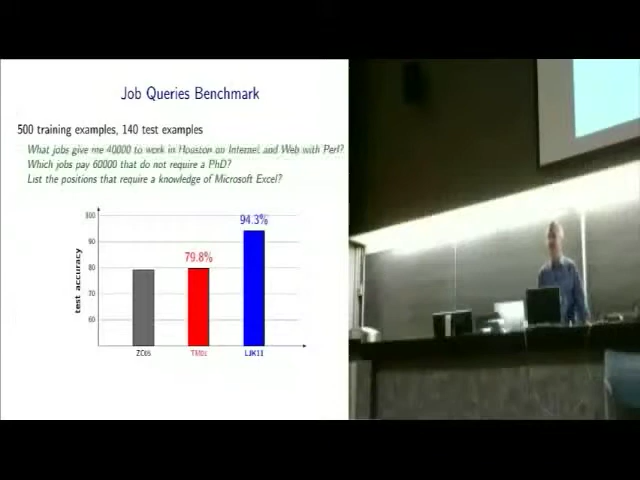 Job Queries Benchmark
500 training examples, 140 test examples
What jobs give me 40000 to work in Houston on Internet and Web with Perl?
Which jobs pay 60000 that do not require a PhD?
List the positions that require a knowledge of Microsoft Excel?
94.3%
100
90
79.8%
80
70
60
test accuracy
ZC05 TM01 LJK11